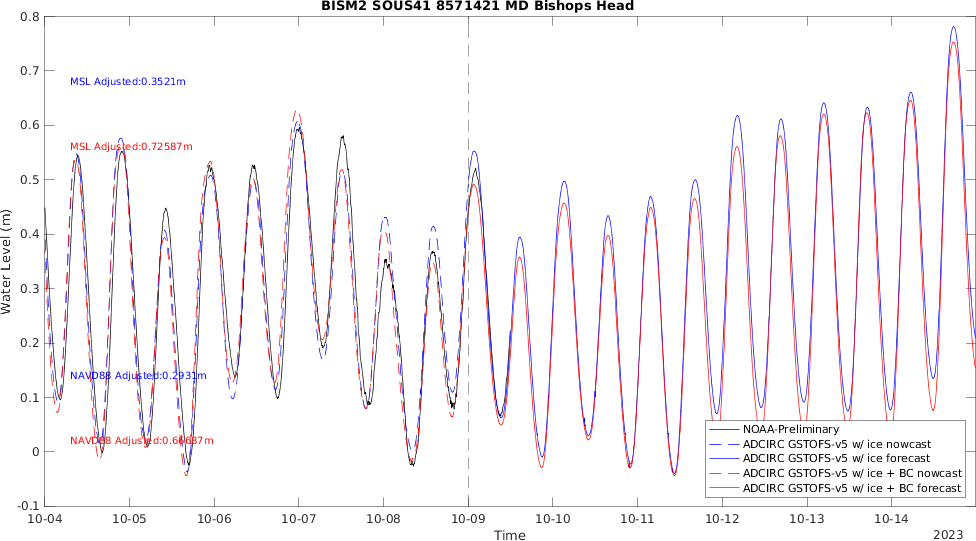 BISM2 SOUS41 8571421 MD Bishops Head
Water Level (m)
0.8
0.7
0.6
0.5
0.4
0.3
0.2
0.1
0
-0.1
MSL Adjusted:0.3521m
MSL Adjusted:0.72587m
NAVD88 Adjusted:0.2931m
NAVD88 Adjusted:0.66687m
NOAA-Preliminary
ADCIRC GSTOFS-v5 w/ ice nowcast
ADCIRC GSTOFS-v5 w/ ice forecast
ADCIRC GSTOFS-v5 w/ ice + BC nowcast
ADCIRC GSTOFS-v5 w/ ice + BC forecast
10-04 10-05 10-06 10-07 10-08 10-09 10-10 10-11 10-12 10-13 10-14
Time
2023